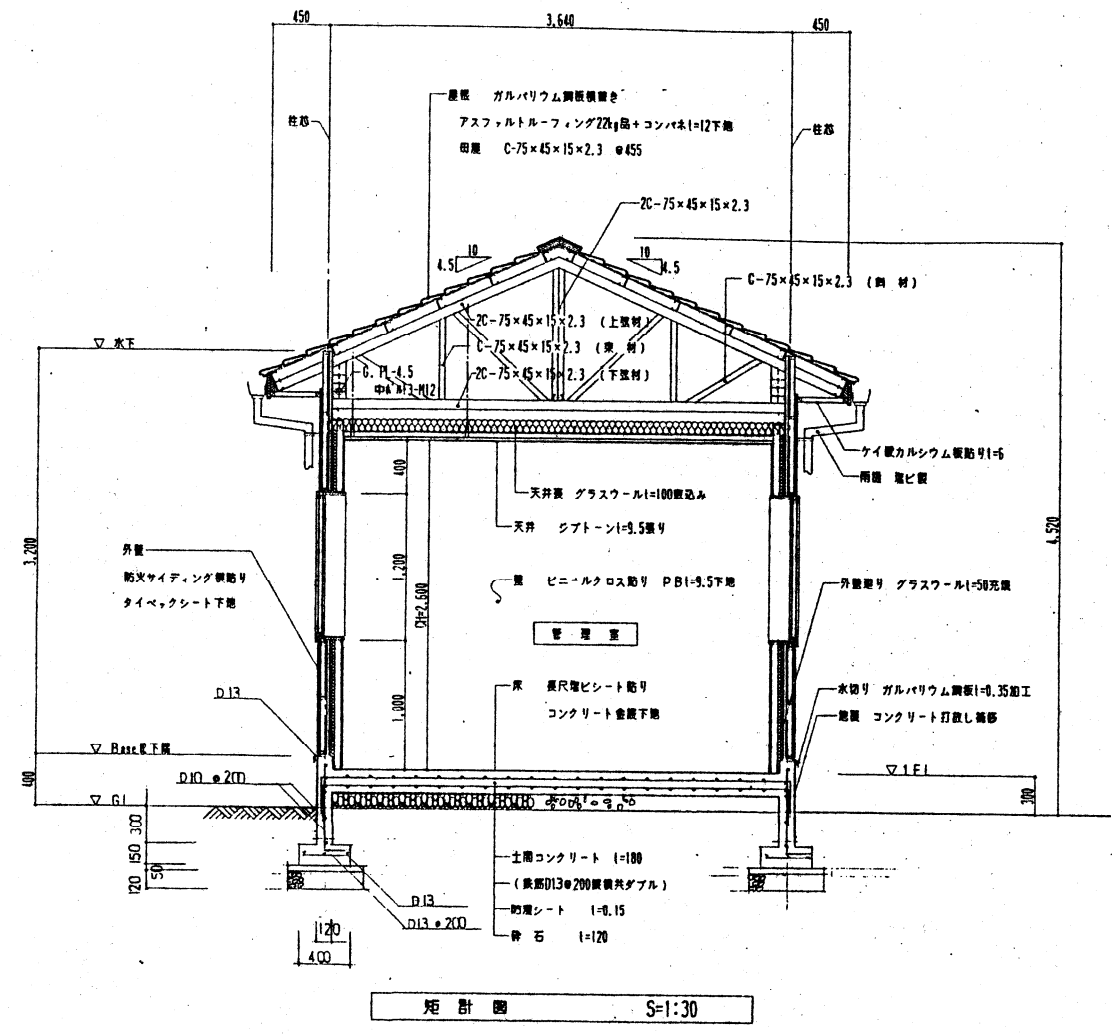 450
3,640
450
屋根 ガルバリウム鋼板横葺き
アスファルトルーフィング22kg品+コンパネt=12下地
母屋 C-75×45×15×2.3 @455
柱芯
柱芯
2C-75×45×15×2.3
10
4.5
10
4.5
C-75×45×15×2.3 (斜 材)
2C-75×45×15×2.3 (上弦材)
C-75×45×15×2.3 (束 材)
2C-75×45×15×2.3 (下弦材)
G.PL-4.5
中ボルト3-M12
▽ 水下
ケイ酸カルシウム板貼りt=6
雨樋 塩ビ製
400
天井裏 グラスウールt=100敷込み
天井 ジプトーンt=9.5張り
3,200
4,520
外壁
防火サイディング横貼り
タイベックシート下地
1,200
CH=2,600
壁 ビニールクロス貼り PBt=9.5下地
外壁廻り グラスウールt=50充填
管 理 室
床 長尺塩ビシート貼り
コンクリート金鏝下地
水切り ガルバリウム鋼板t=0.35加工
地覆 コンクリート打放し補修
D13
1,000
▽ Base 下端
▽ 1FL
D10 @200
400
▽ GL
300
300
150
50
120
土間コンクリート t=180
(鉄筋D13@200縦横共ダブル)
防湿シート t=0.15
砕 石 t=120
D13
D13 @200
120
400
矩 計 図 S=1:30